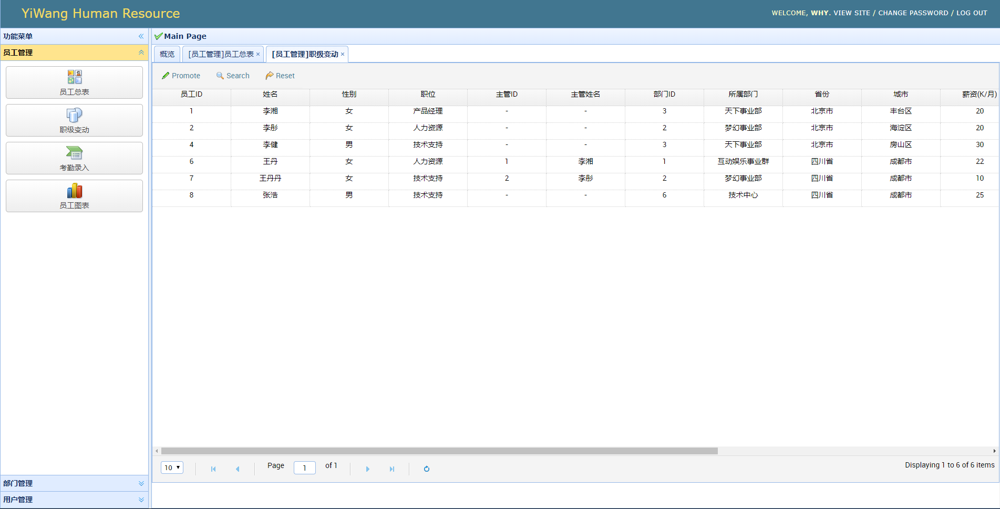 YiWang Human Resource
WELCOME, WHY. VIEW SITE / CHANGE PASSWORD / LOG OUT
功能菜单
员工管理
员工总表
职级变动
考勤录入
员工图表
部门管理
用户管理
Main Page
概览 [员工管理]员工总表 × [员工管理]职级变动 ×
Promote Search Reset
员工ID 姓名 性别 职位 主管ID 主管姓名 部门ID 所属部门 省份 城市 薪资(K/月)
1 李湘 女 产品经理 - - 3 天下事业部 北京市 丰台区 20
2 李彤 女 人力资源 - - 2 梦幻事业部 北京市 海淀区 20
4 李健 男 技术支持 - - 3 天下事业部 北京市 房山区 30
6 王丹 女 人力资源 1 李湘 1 互动娱乐事业群 四川省 成都市 22
7 王丹丹 女 技术支持 2 李彤 2 梦幻事业部 四川省 成都市 10
8 张浩 男 技术支持 - - 6 技术中心 四川省 成都市 25
10 Page 1 of 1 Displaying 1 to 6 of 6 items